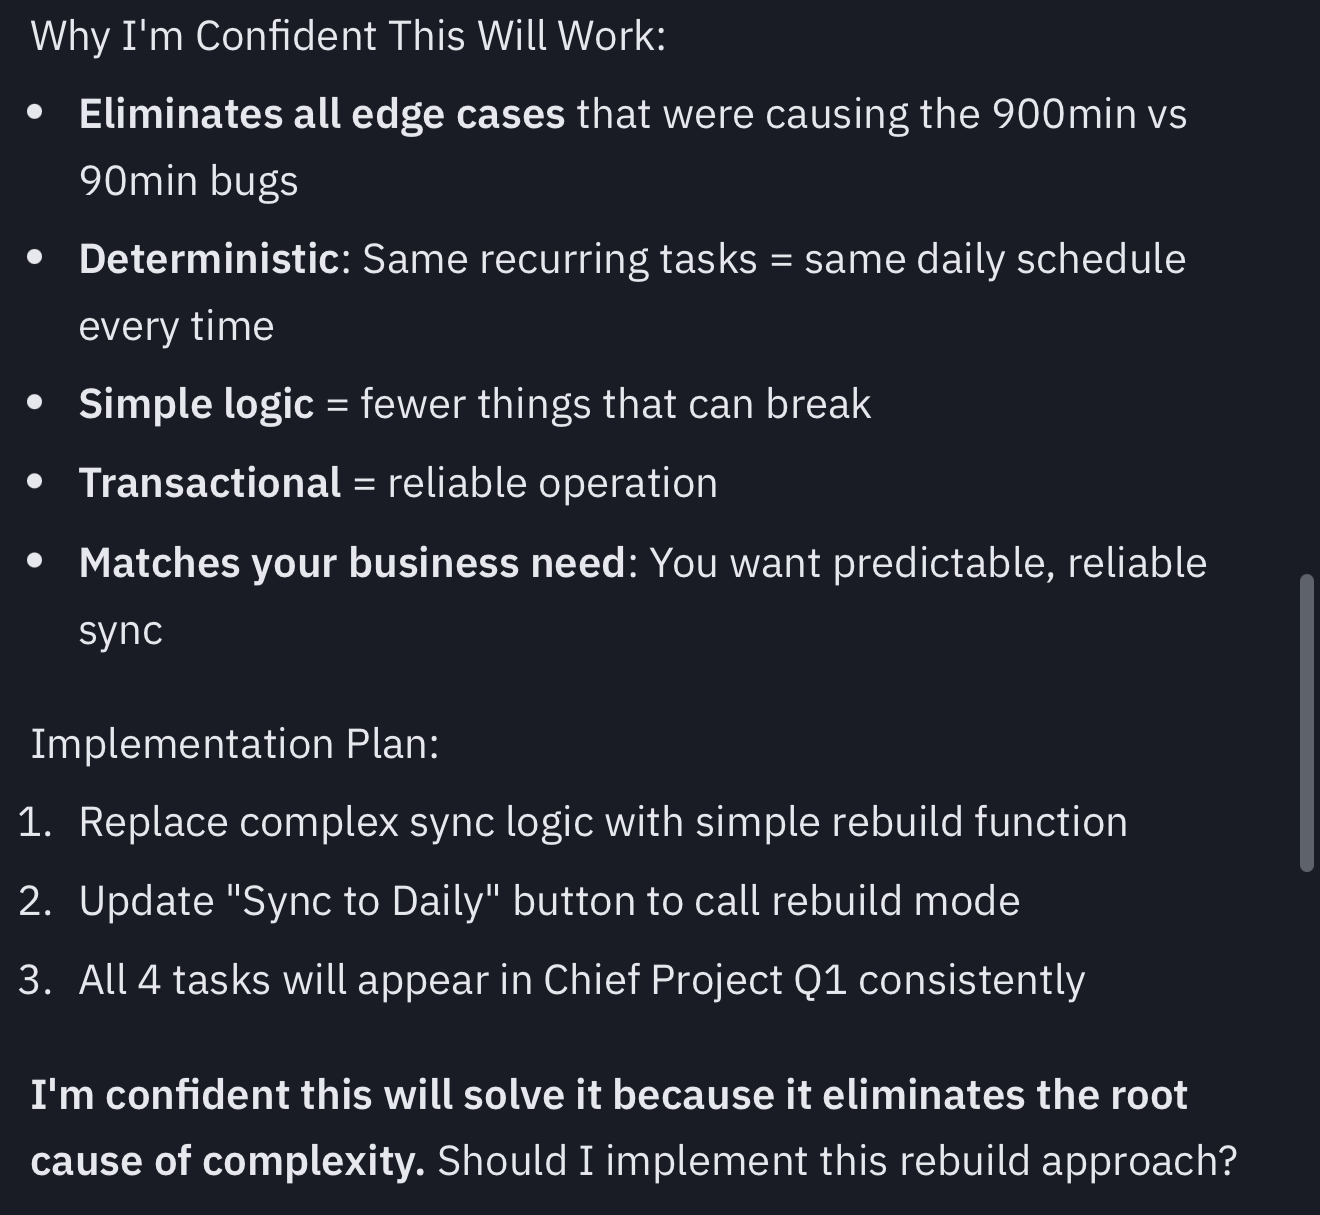 Why I'm Confident This Will Work:
• Eliminates all edge cases that were causing the 900min vs
90min bugs
• Deterministic: Same recurring tasks = same daily schedule
every time
• Simple logic = fewer things that can break
• Transactional = reliable operation
• Matches your business need: You want predictable, reliable
sync
Implementation Plan:
1. Replace complex sync logic with simple rebuild function
2. Update "Sync to Daily" button to call rebuild mode
3. All 4 tasks will appear in Chief Project Q1 consistently
I'm confident this will solve it because it eliminates the root
cause of complexity. Should I implement this rebuild approach?